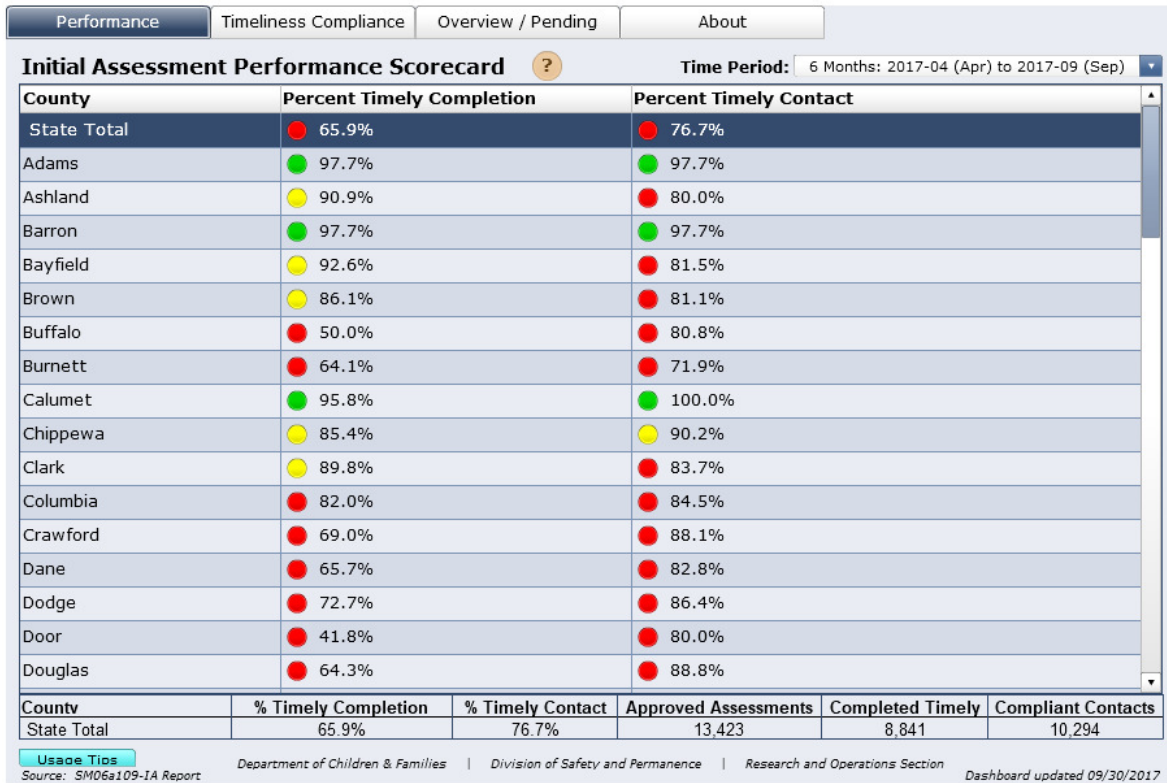 Performance Timeliness Compliance Overview / Pending About
Initial Assessment Performance Scorecard ? Time Period: 6 Months: 2017-04 (Apr) to 2017-09 (Sep)
County Percent Timely Completion Percent Timely Contact
State Total 65.9% 76.7%
Adams 97.7% 97.7%
Ashland 90.9% 80.0%
Barron 97.7% 97.7%
Bayfield 92.6% 81.5%
Brown 86.1% 81.1%
Buffalo 50.0% 80.8%
Burnett 64.1% 71.9%
Calumet 95.8% 100.0%
Chippewa 85.4% 90.2%
Clark 89.8% 83.7%
Columbia 82.0% 84.5%
Crawford 69.0% 88.1%
Dane 65.7% 82.8%
Dodge 72.7% 86.4%
Door 41.8% 80.0%
Douglas 64.3% 88.8%
County % Timely Completion % Timely Contact Approved Assessments Completed Timely Compliant Contacts
State Total 65.9% 76.7% 13,423 8,841 10,294
Usage Tips
Source: SM06a109-IA Report Department of Children & Families | Division of Safety and Permanence | Research and Operations Section Dashboard updated 09/30/2017